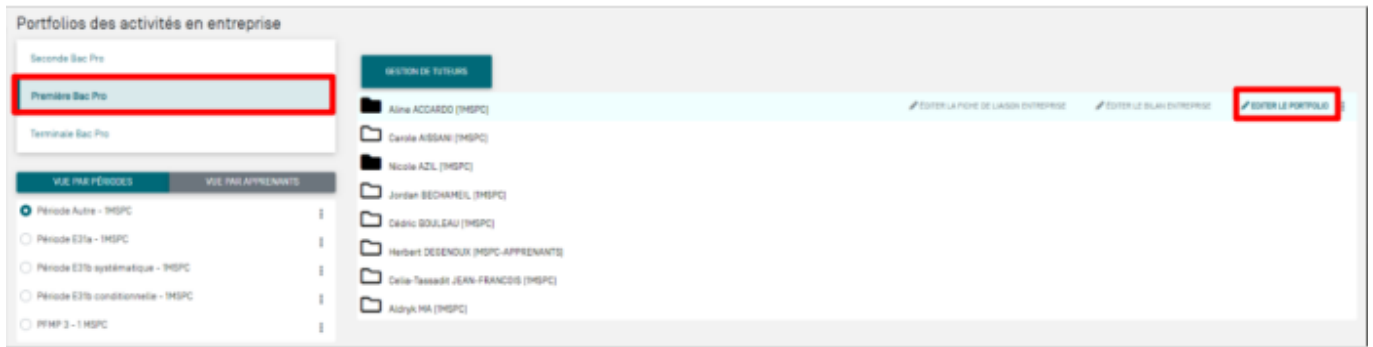 Portfolios des activités en entreprise
Seconde Bac Pro
Première Bac Pro
Terminale Bac Pro
VUE PAR PÉRIODES
VUE PAR APPRENANTS
Période Autre - 1MSPC
Période E31a - 1MSPC
Période E31b systématique - 1MSPC
Période E31b conditionnelle - 1MSPC
PFMP 3 - 1 MSPC
GESTION DE TUTEURS
Aline ACCARDO [1MSPC]
ÉDITER LA FICHE DE LIAISON ENTREPRISE
ÉDITER LE BILAN ENTREPRISE
EDITER LE PORTFOLIO
Carole AISSANI [1MSPC]
Nicole AZIL [1MSPC]
Jordan BECHAMEIL [1MSPC]
Cédric BOULEAU [1MSPC]
Herbert DEGENOUX [MSPC-APPRENANTS]
Celia-Tassadit JEAN-FRANCOIS [1MSPC]
Aldryk MA [1MSPC]